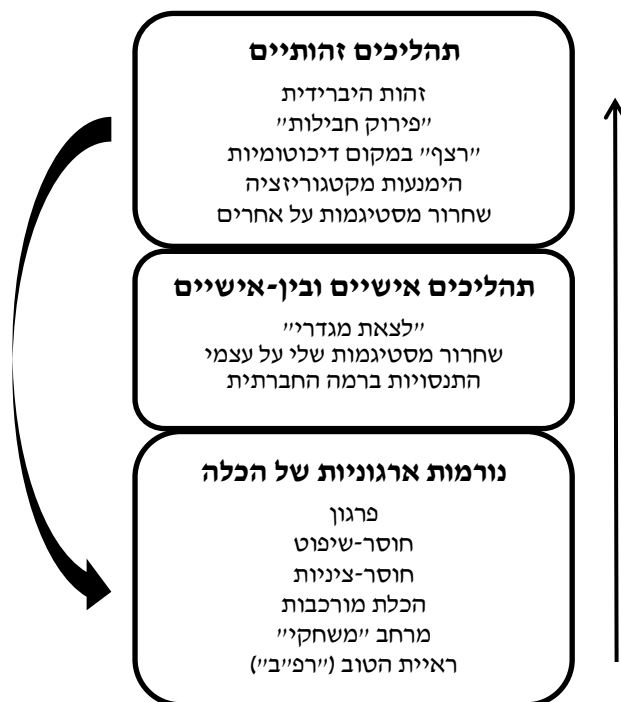 תהליכים זהותיים
זהות היברידית
״פירוק חבילות״
״רצף״ במקום דיכוטומיות
הימנעות מקטגוריזציה
שחרור מסטיגמות על אחרים
תהליכים אישיים ובין-אישיים
״לצאת מגדרי״
שחרור מסטיגמות שלי על עצמי
התנסויות ברמה החברתית
נורמות ארגוניות של הכלה
פרגון
חוסר-שיפוט
חוסר-ציניות
הכלת מורכבות
מרחב ״משחקי״
ראיית הטוב (״רפ״ב״)